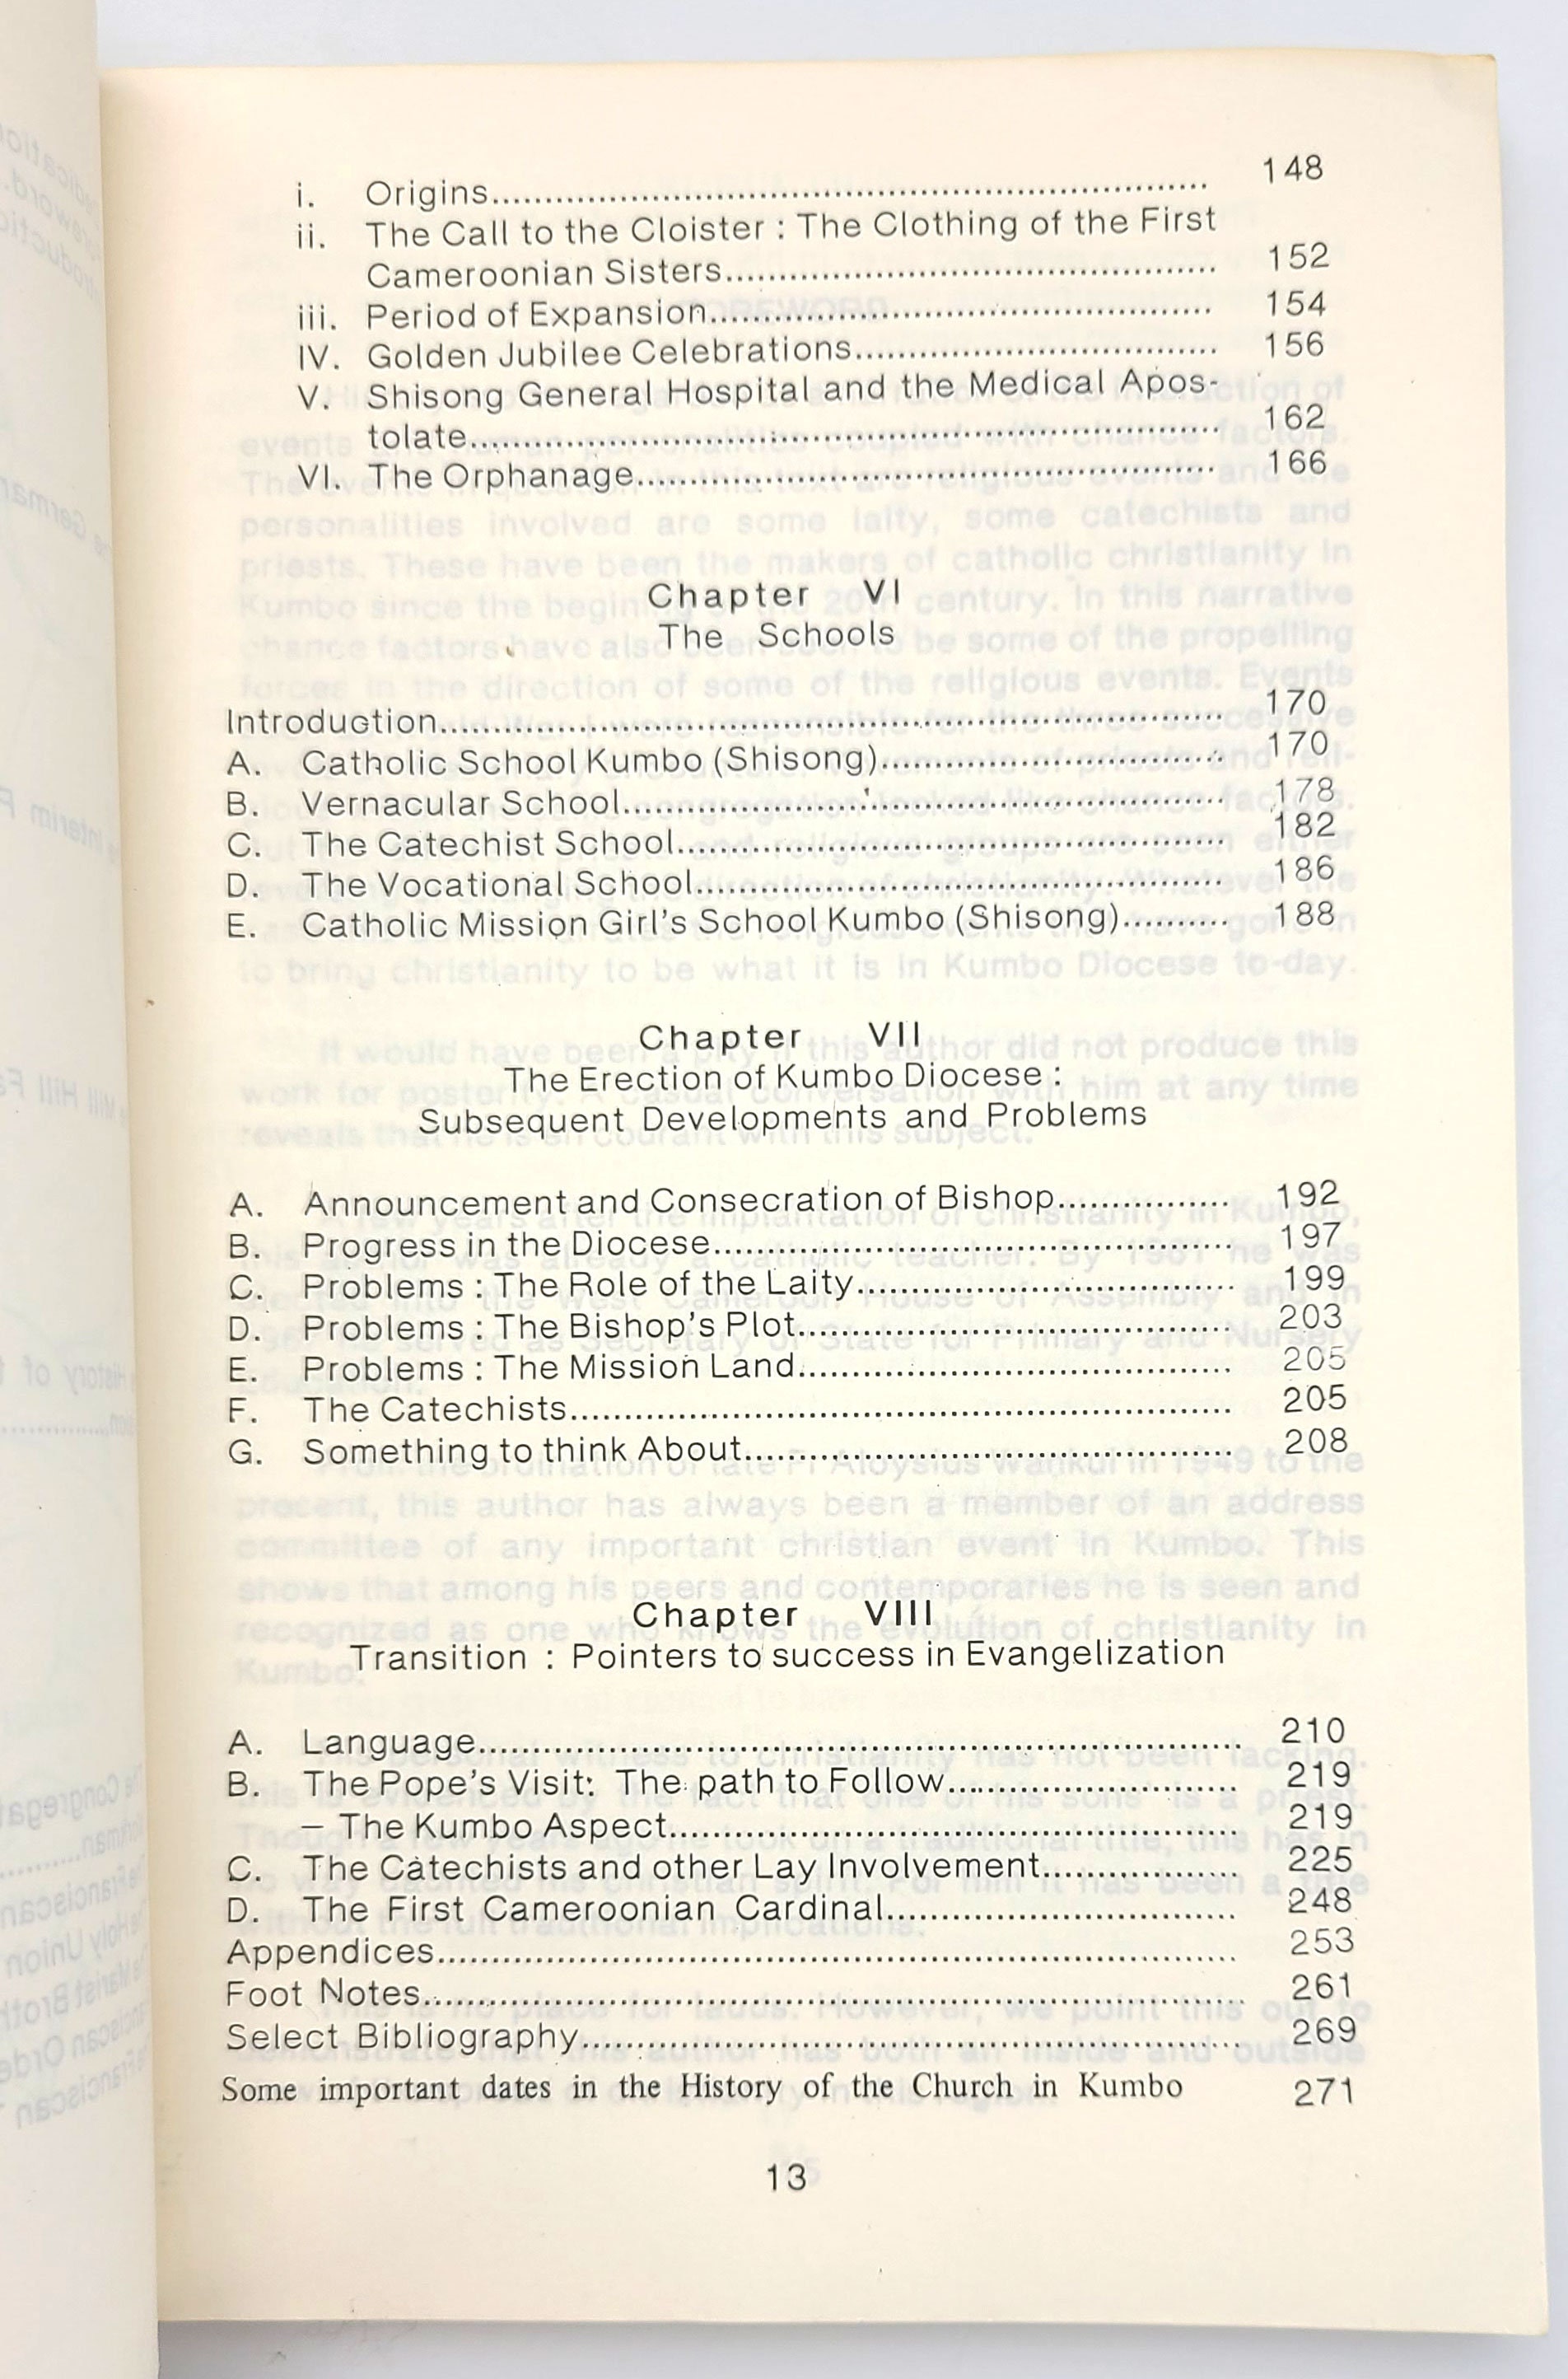 i. Origins........................................ 148
ii. The Call to the Cloister : The Clothing of the First
Cameroonian Sisters........................................ 152
iii. Period of Expansion........................................ 154
IV. Golden Jubilee Celebrations........................................ 156
V. Shisong General Hospital and the Medical Apos-
tolate........................................ 162
VI. The Orphanage........................................ 166
Chapter VI
The Schools
Introduction........................................ 170
A. Catholic School Kumbo (Shisong)........................................ 170
B. Vernacular School........................................ 178
C. The Catechist School........................................ 182
D. The Vocational School........................................ 186
E. Catholic Mission Girl's School Kumbo (Shisong).......... 188
Chapter VII
The Erection of Kumbo Diocese :
Subsequent Developments and Problems
A. Announcement and Consecration of Bishop................ 192
B. Progress in the Diocese........................................ 197
C. Problems : The Role of the Laity........................................ 199
D. Problems : The Bishop's Plot........................................ 203
E. Problems : The Mission Land........................................ 205
F. The Catechists........................................ 205
G. Something to think About........................................ 208
Chapter VIII
Transition : Pointers to success in Evangelization
A. Language........................................ 210
B. The Pope's Visit: The path to Follow........................... 219
– The Kumbo Aspect........................................ 219
C. The Catechists and other Lay Involvement................... 225
D. The First Cameroonian Cardinal................................. 248
Appendices........................................ 253
Foot Notes........................................ 261
Select Bibliography........................................ 269
Some important dates in the History of the Church in Kumbo 271
13